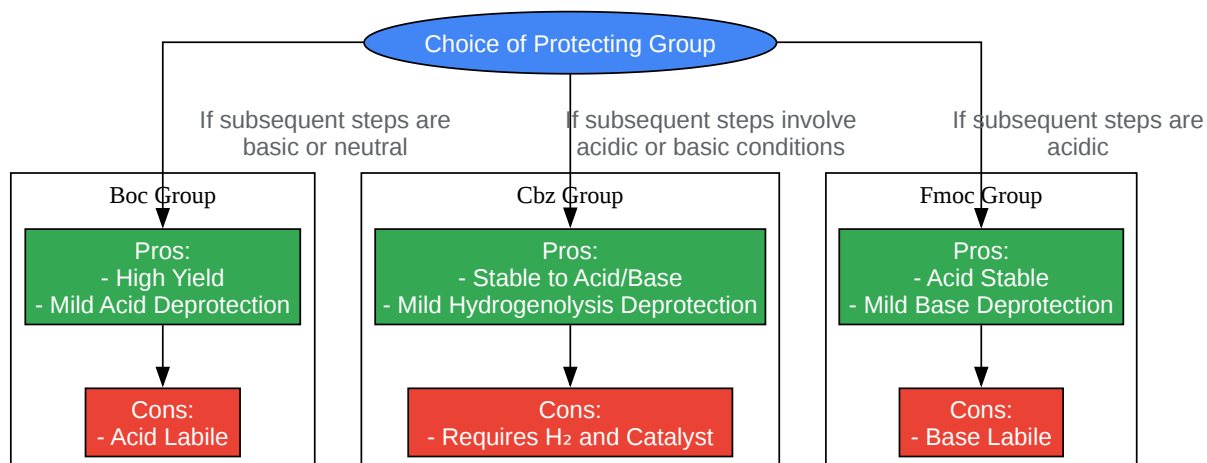 Choice of Protecting Group
If subsequent steps are
basic or neutral
If subsequent steps involve
acidic or basic conditions
If subsequent steps are
acidic
Boc Group
Pros:
- High Yield
- Mild Acid Deprotection
Cons:
- Acid Labile
Cbz Group
Pros:
- Stable to Acid/Base
- Mild Hydrogenolysis Deprotection
Cons:
- Requires H₂ and Catalyst
Fmoc Group
Pros:
- Acid Stable
- Mild Base Deprotection
Cons:
- Base Labile